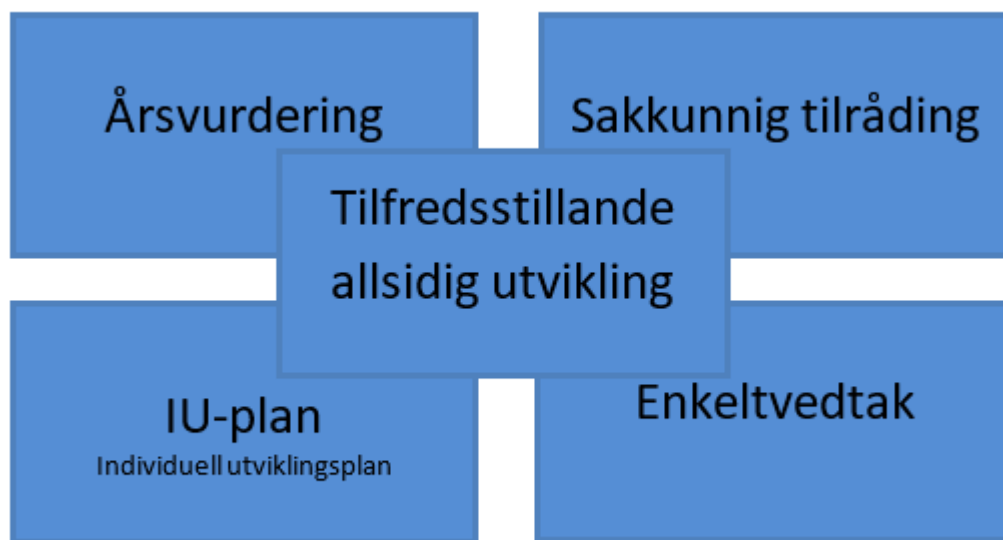 Årsvurdering
Sakkunnig tilråding
Tilfredsstillande
allsidig utvikling
IU-plan
Individuell utviklingsplan
Enkeltvedtak